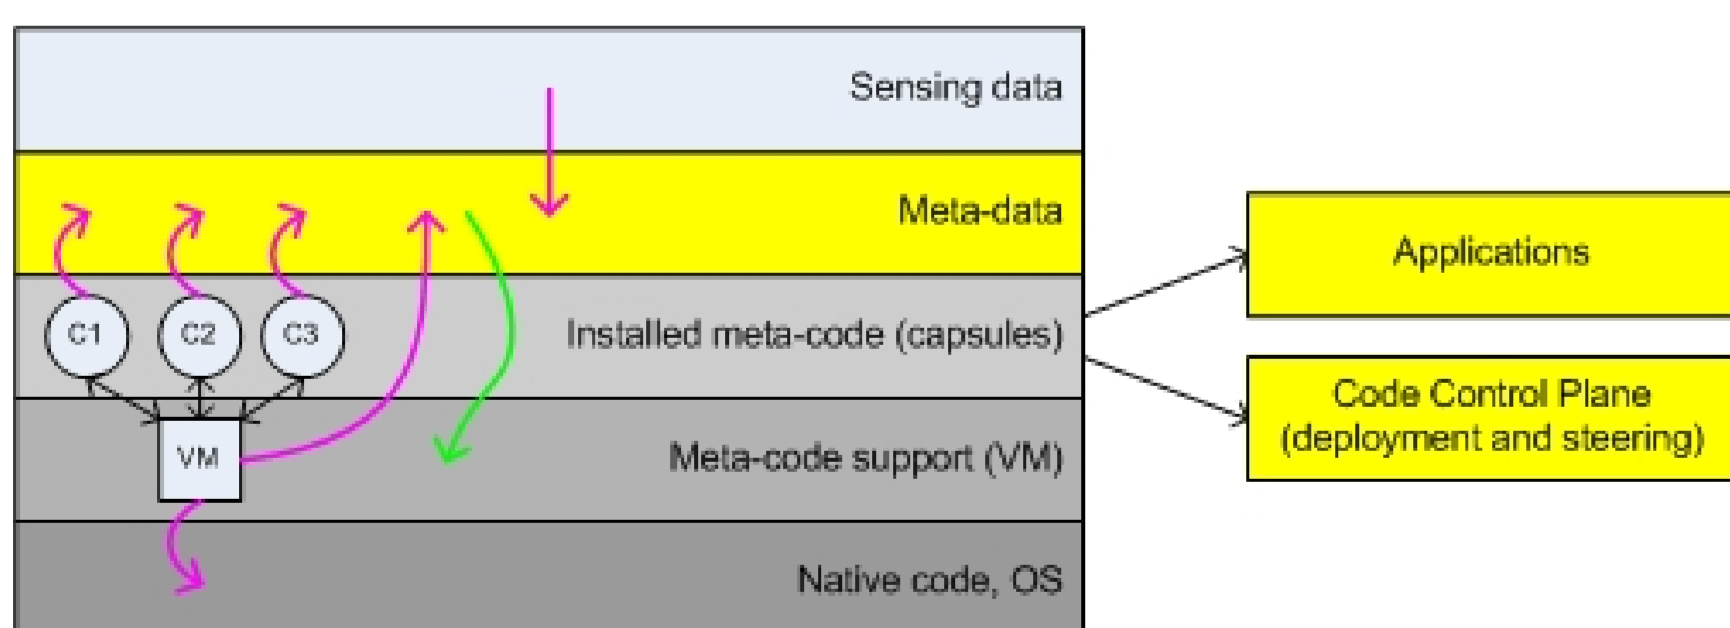 Sensing data
Meta-data
Applications
C1
C2
C3
Installed meta-code (capsules)
Code Control Plane
(deployment and steering)
VM
Meta-code support (VM)
Native code, OS